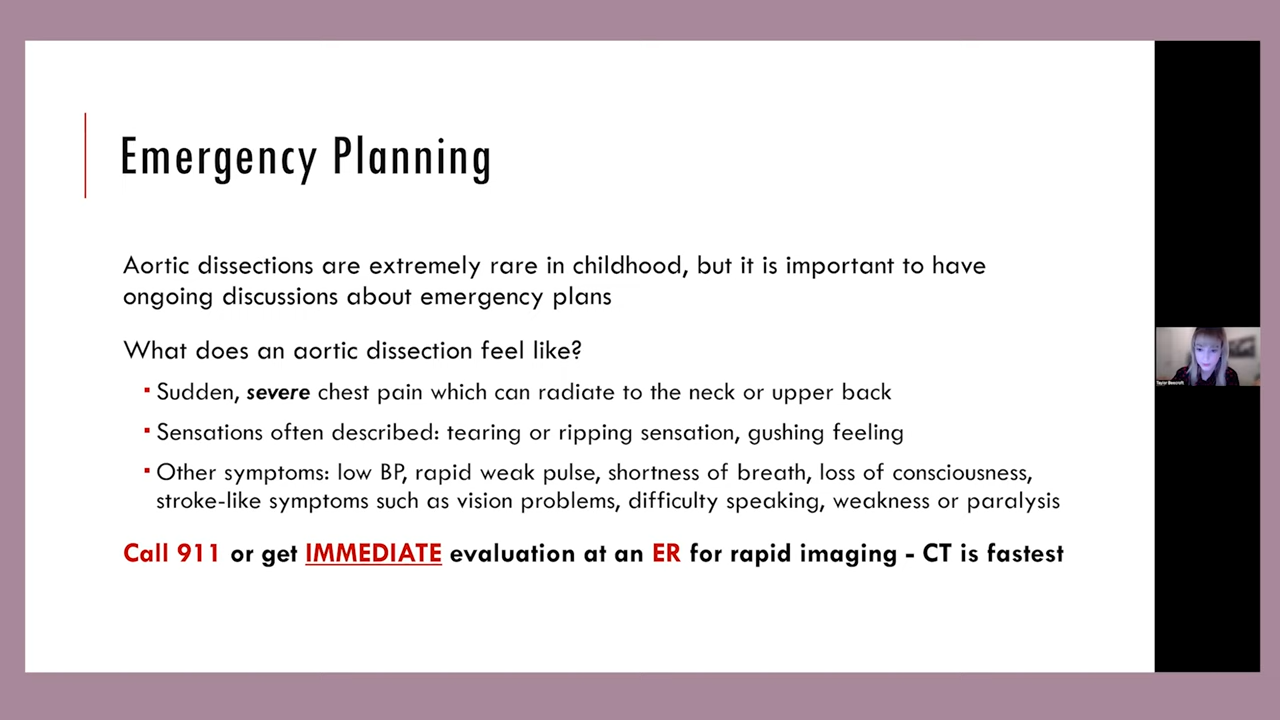 Emergency Planning
Aortic dissections are extremely rare in childhood, but it is important to have
ongoing discussions about emergency plans
What does an aortic dissection feel like?
▪ Sudden, severe chest pain which can radiate to the neck or upper back
▪ Sensations often described: tearing or ripping sensation, gushing feeling
▪ Other symptoms: low BP, rapid weak pulse, shortness of breath, loss of consciousness,
stroke-like symptoms such as vision problems, difficulty speaking, weakness or paralysis
Call 911 or get IMMEDIATE evaluation at an ER for rapid imaging - CT is fastest
Taylor Beecroft